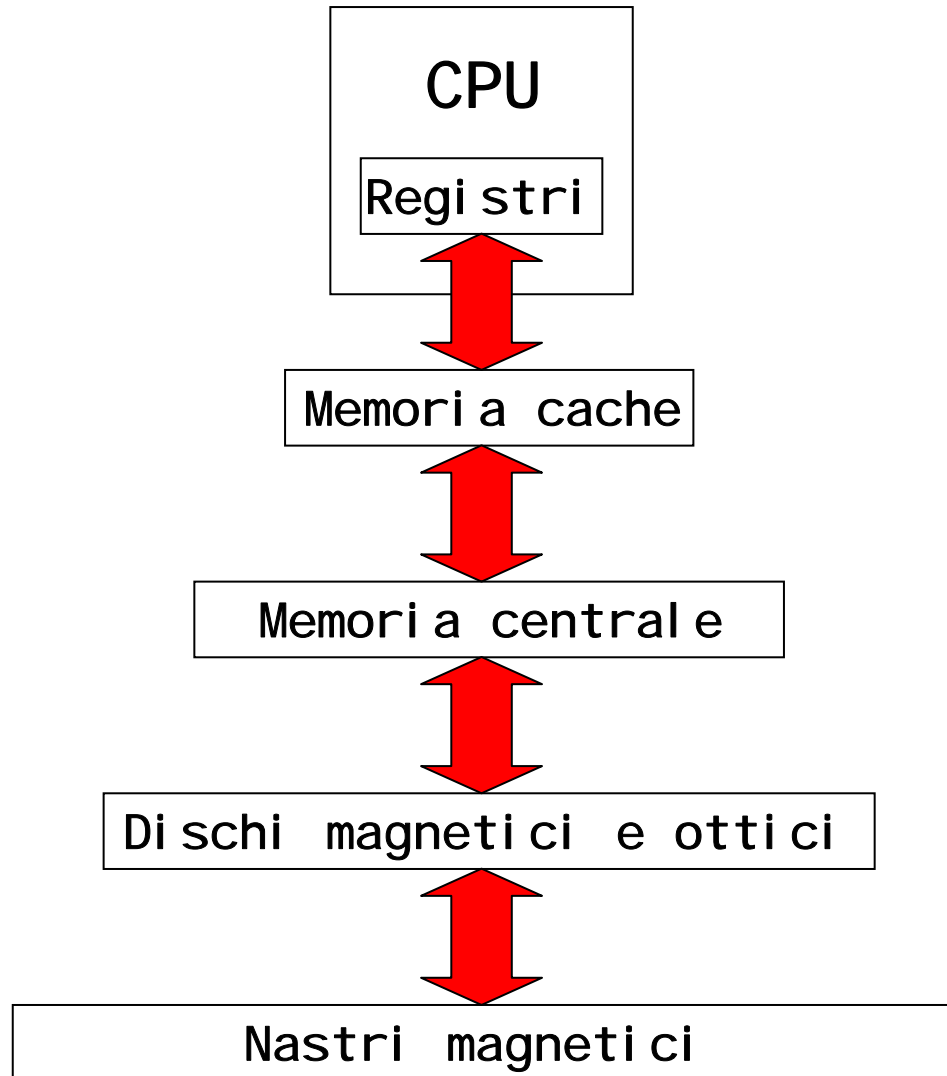 CPU
Registri
Memoria cache
Memoria centrale
Dischi magnetici e ottici
Nastri magnetici